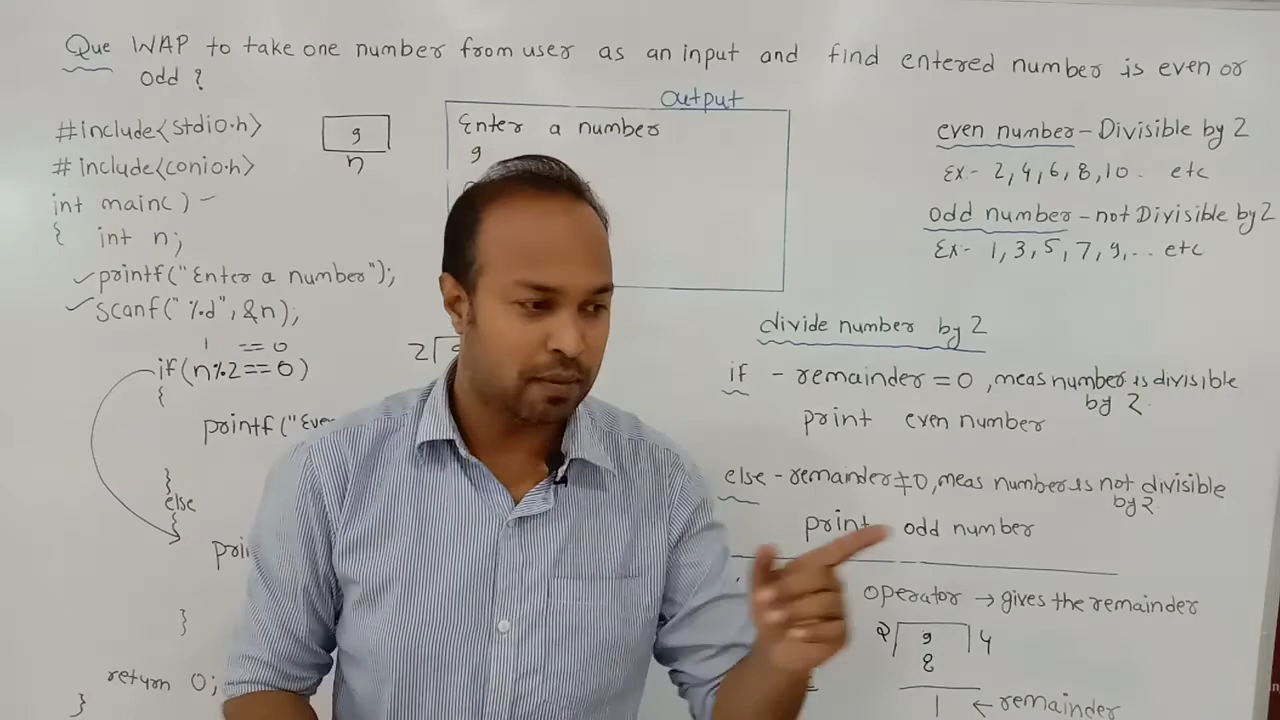 Que WAP to take one number from user as an input and find entered number is even or
odd ?
#include<stdio.h>
#include<conio.h>
int main()
{ int n;
printf("Enter a number");
scanf("%d",&n);
1 == 0
if(n%2==0)
{
printf("Eve
}
else
{
pri
}
return 0;
}
9
n
Output
Enter a number
9
2
even number - Divisible by 2
Ex:- 2,4,6,8,10. etc
odd number - not Divisible by 2
Ex- 1,3,5,7,9,... etc
divide number by 2
if - remainder = 0, meas number is divisible
by 2.
print even number
else - remainder ≠ 0, meas number is not divisible
by 2.
print odd number
operator → gives the remainder
2 9 4
8
1 ← remainder